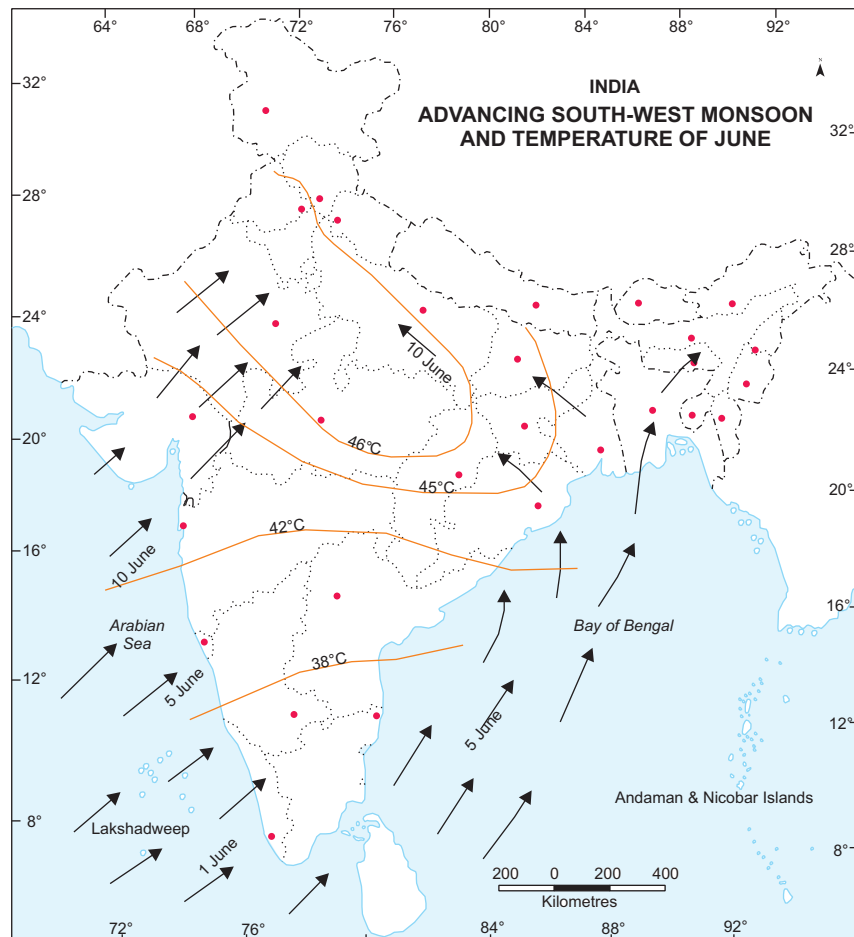 64° 68° 72° 76° 80° 84° 88° 92°
N
INDIA
ADVANCING SOUTH-WEST MONSOON
AND TEMPERATURE OF JUNE
32°
32°
28°
28°
24°
24°
10 June
20°
46°C
45°C
20°
42°C
16°
10 June
16°
Arabian
Sea
Bay of Bengal
38°C
12°
5 June
12°
5 June
Andaman & Nicobar Islands
8°
Lakshadweep
8°
1 June
200 0 200 400
Kilometres
72° 76° 84° 88° 92°